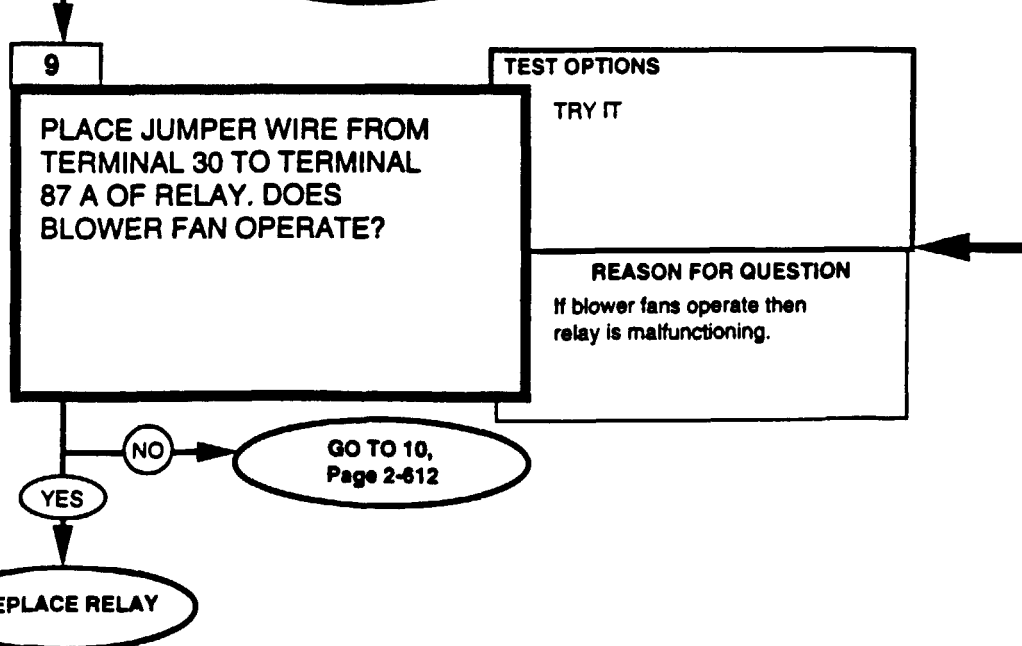 9
PLACE JUMPER WIRE FROM
TERMINAL 30 TO TERMINAL
87 A OF RELAY. DOES
BLOWER FAN OPERATE?
TEST OPTIONS
TRY IT
REASON FOR QUESTION
If blower fans operate then
relay is malfunctioning.
NO
GO TO 10,
Page 2-612
YES
EPLACE RELAY